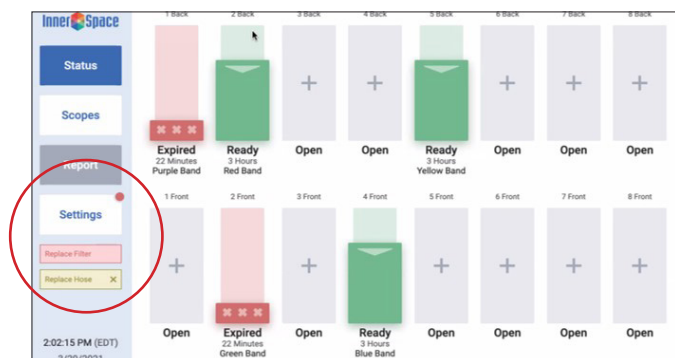 InnerSpace
1 Back 2 Back 3 Back 4 Back 5 Back 6 Back 7 Back 8 Back
Status
Scopes
Report
Settings
Replace Filter
Replace Hose ×
2:02:15 PM (EDT)
Expired Ready Open Open Ready Open Open Open
22 Minutes 3 Hours 3 Hours
Purple Band Red Band Yellow Band
1 Front 2 Front 3 Front 4 Front 5 Front 6 Front 7 Front 8 Front
Open Expired Open Ready Open Open Open Open
22 Minutes 3 Hours
Green Band Blue Band